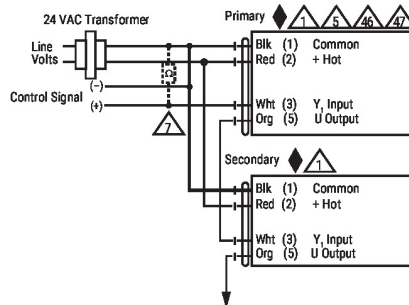 24 VAC Transformer
Line
Volts
Control Signal
(−)
(+)
Ω
7
Primary
1
5
46
47
Blk (1) Common
Red (2) + Hot
Wht (3) Y₁ Input
Org (5) U Output
Secondary
1
Blk (1) Common
Red (2) + Hot
Wht (3) Y₁ Input
Org (5) U Output